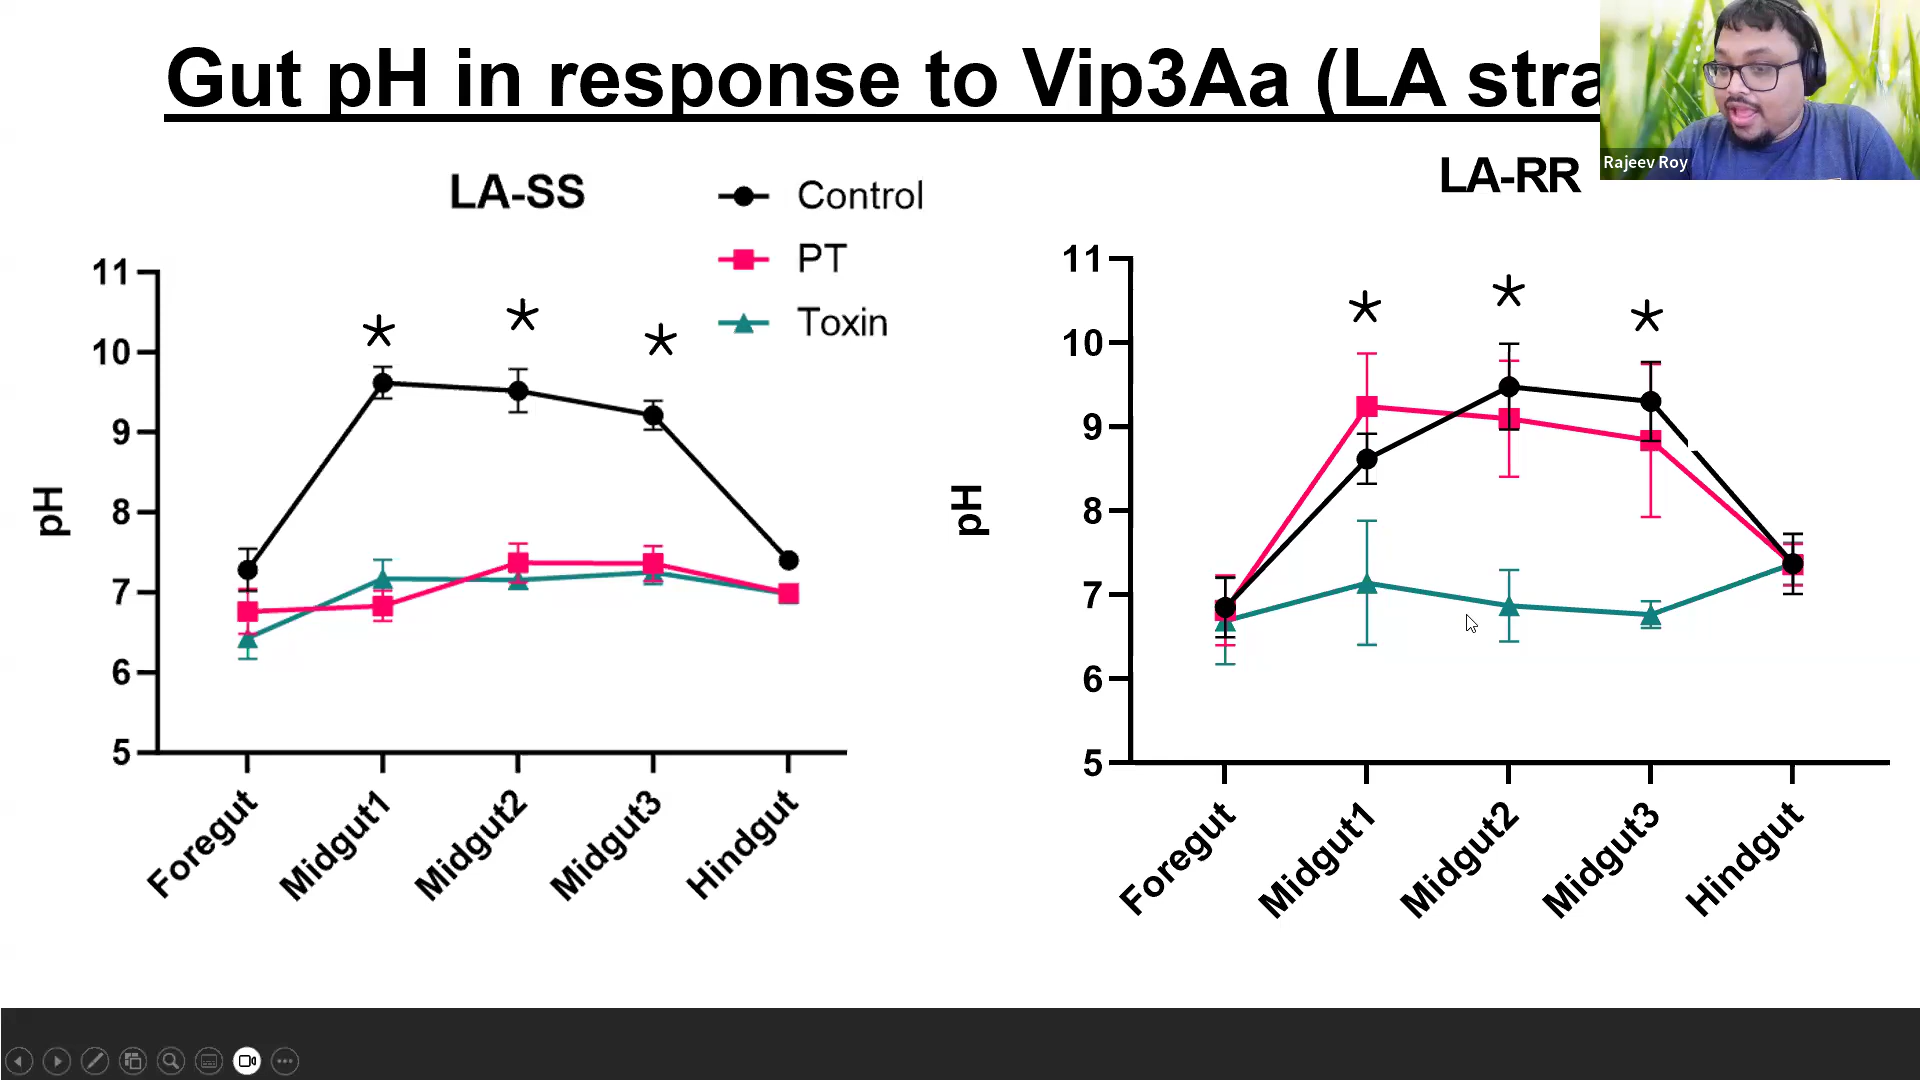 Gut pH in response to Vip3Aa (LA stra
Rajeev Roy
LA-SS
Control
PT
Toxin
11
10
9
8
7
6
5
pH
Foregut
Midgut1
Midgut2
Midgut3
Hindgut
LA-RR
11
10
9
8
7
6
5
pH
Foregut
Midgut1
Midgut2
Midgut3
Hindgut